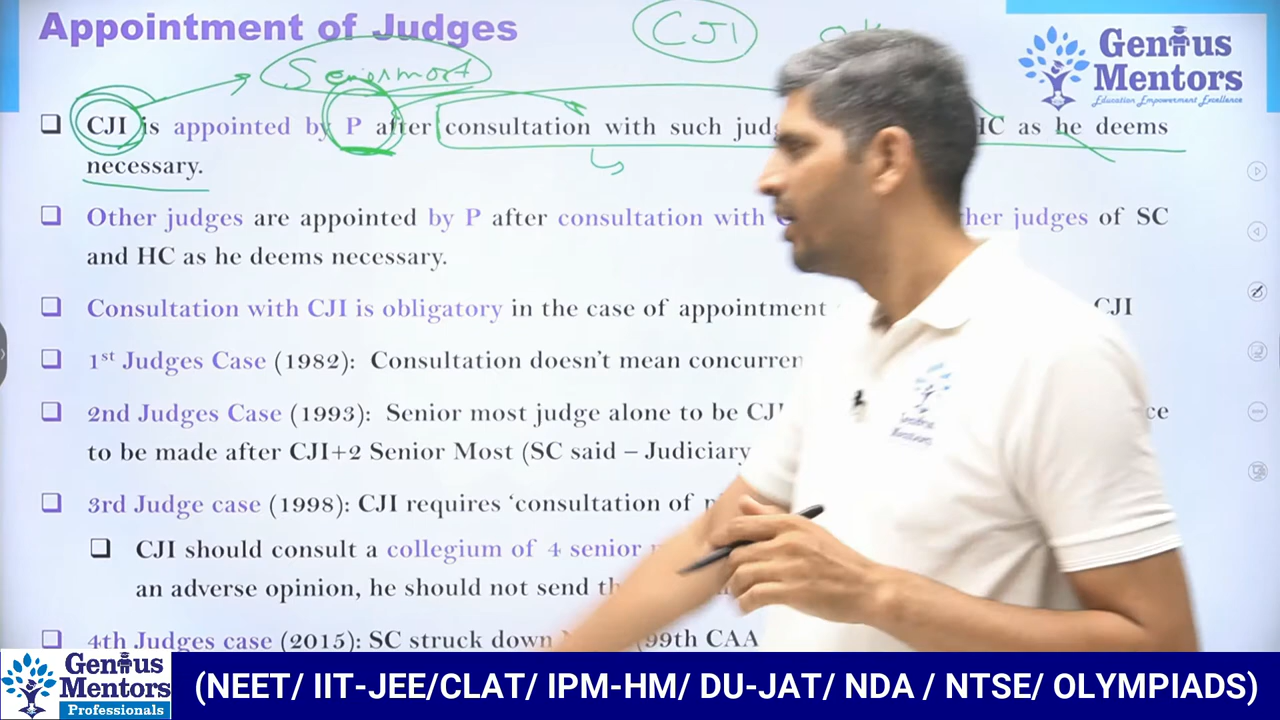 Appointment of Judges
CJI
Seniormost
Genius
Mentors
Education Empowerment Excellence
CJI is appointed by P after consultation with such HC as he deems
necessary.
Other judges are appointed by P after consultation with judges of SC
and HC as he deems necessary.
Consultation with CJI is obligatory in the case of appointment CJI
1st Judges Case (1982): Consultation doesn't mean
2nd Judges Case (1993): Senior most judge alone to be CJI
to be made after CJI+2 Senior Most (SC said – Judiciary
3rd Judge case (1998): CJI requires 'consultation of
CJI should consult a collegium of 4 senior
an adverse opinion, he should not send
4th Judges case (2015): SC struck down 99th CAA
Genius
Mentors
Genius
Mentors
Professionals
(NEET/ IIT-JEE/CLAT/ IPM-HM/ DU-JAT/ NDA / NTSE/ OLYMPIADS)